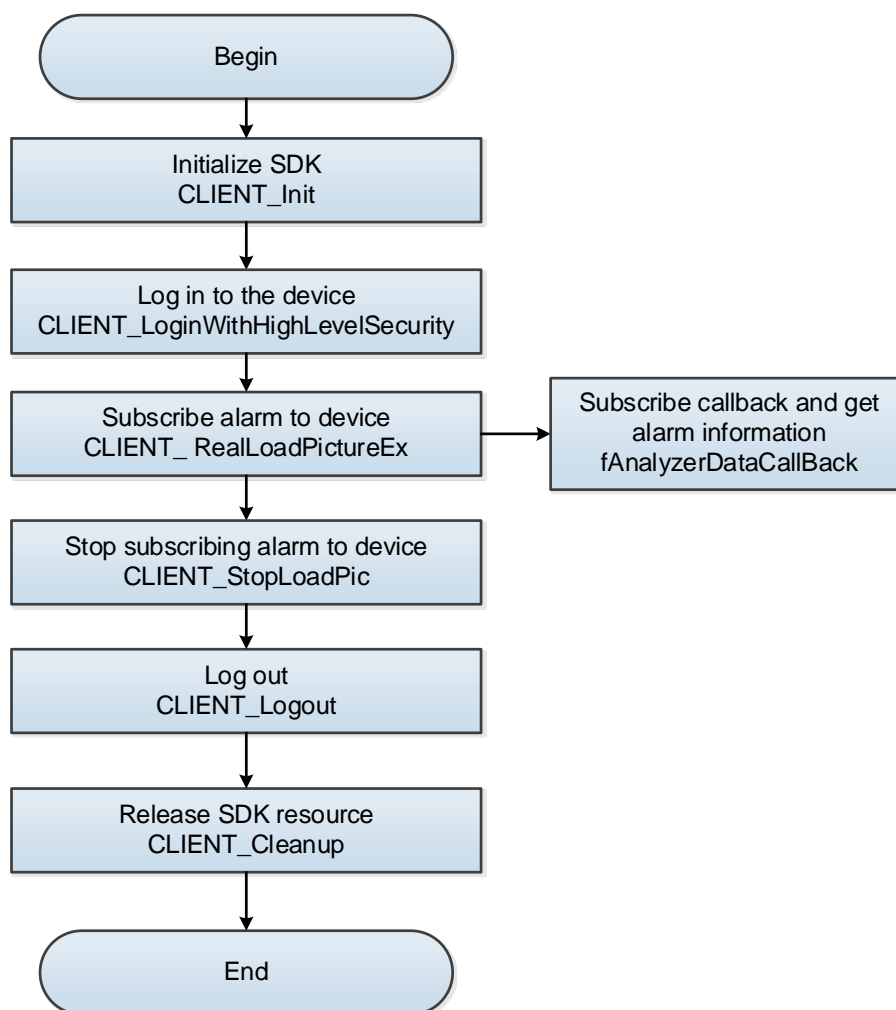 Begin
Initialize SDK
CLIENT_Init
Log in to the device
CLIENT_LoginWithHighLevelSecurity
Subscribe alarm to device
CLIENT_ RealLoadPictureEx
Subscribe callback and get
alarm information
fAnalyzerDataCallBack
Stop subscribing alarm to device
CLIENT_StopLoadPic
Log out
CLIENT_Logout
Release SDK resource
CLIENT_Cleanup
End